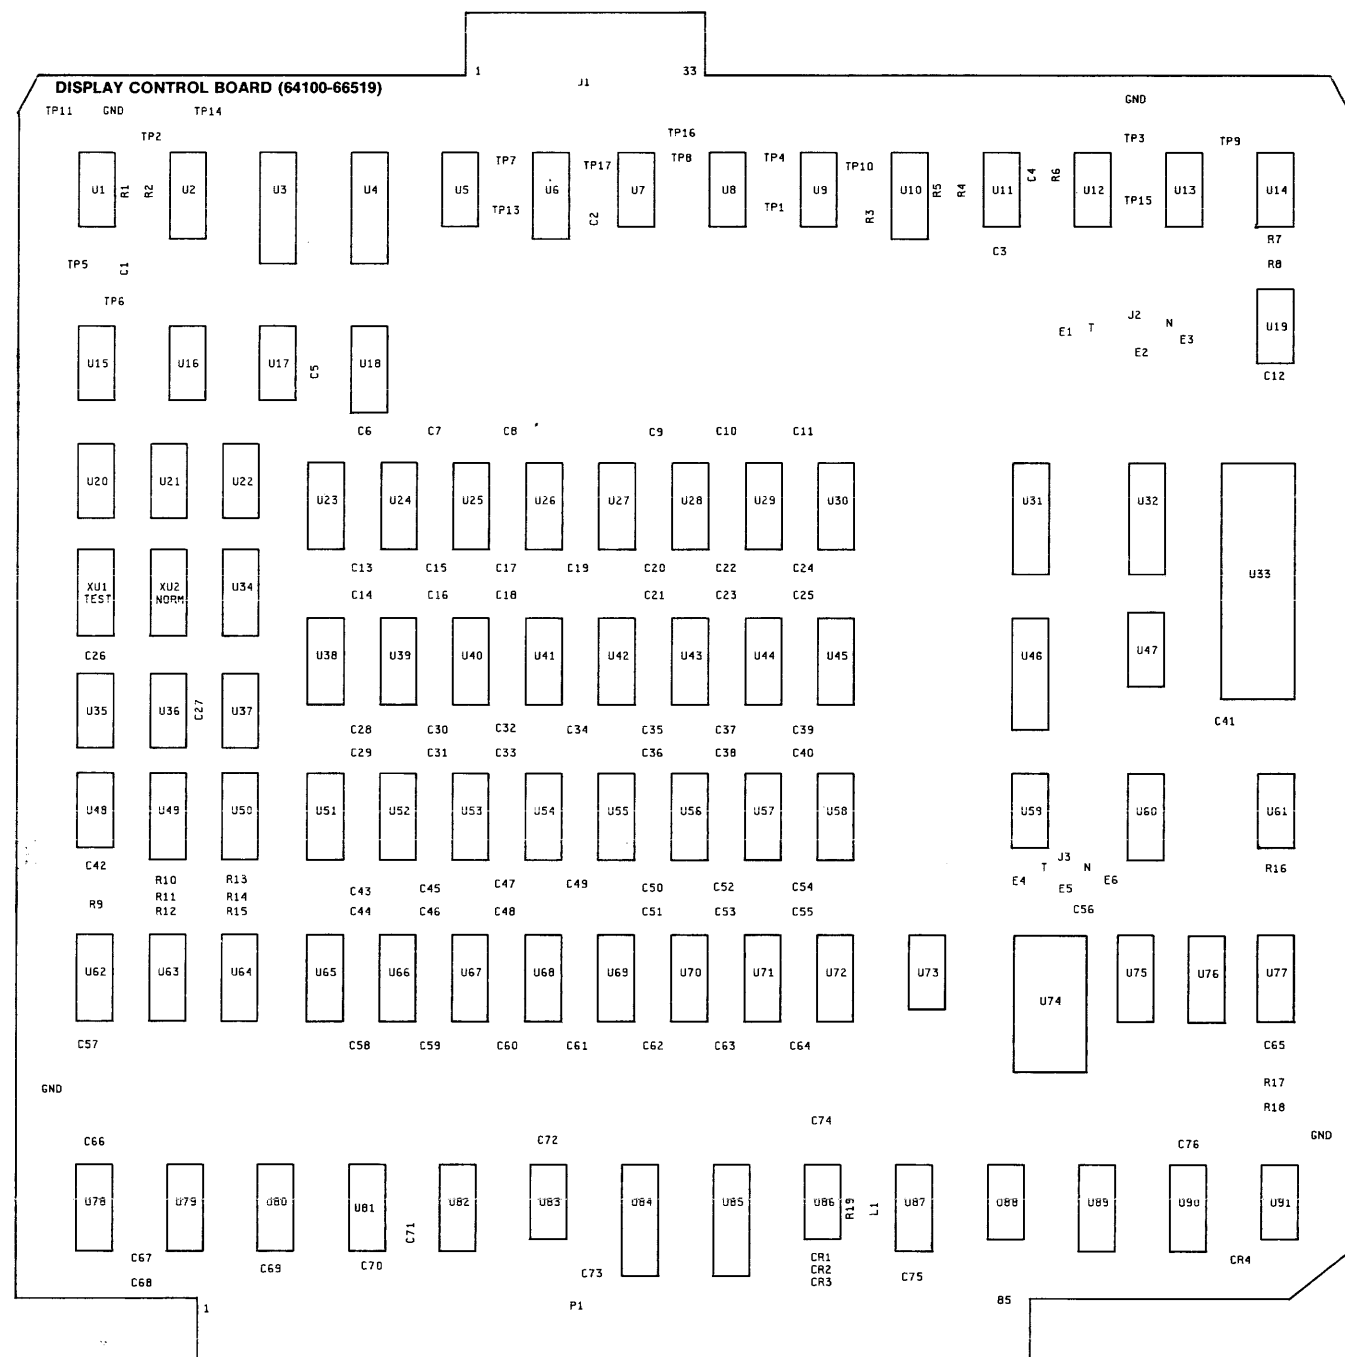 1 33
J1
DISPLAY CONTROL BOARD (64100-66519)
TP11 GND TP14 GND
TP2 TP16 TP3 TP9
TP7 TP17 TP8 TP4 TP10
U1 R1 R2 U2 U3 U4 U5 U6 U7 U8 U9 U10 R5 R4 U11 C4 R6 U12 U13 U14
TP13 C2 TP1 R3 TP15
R7
C3
TP5 C1 R8
TP6
J2
E1 T N U19
E2 E3
U15 U16 U17 C5 U18
C12
C6 C7 C8 C9 C10 C11
U20 U21 U22
U23 U24 U25 U26 U27 U28 U29 U30 U31 U32
C13 C15 C17 C19 C20 C22 C24
U33
XU1 TEST XU2 NORM U34
C14 C16 C18 C21 C23 C25
C26
U38 U39 U40 U41 U42 U43 U44 U45 U46 U47
U35 U36 C27 U37
C41
C28 C30 C32 C34 C35 C37 C39
C29 C31 C33 C36 C38 C40
U48 U49 U50 U51 U52 U53 U54 U55 U56 U57 U58 U59 U60 U61
J3
C42 T N R16
R10 R13 E4 E5 E6
C43 C45 C47 C49 C50 C52 C54
R11 R14
R9
R12 R15 C44 C46 C48 C51 C53 C55 C56
U62 U63 U64 U65 U66 U67 U68 U69 U70 U71 U72 U73 U75 U76 U77
U74
C57 C58 C59 C60 C61 C62 C63 C64 C65
GND R17
R18
C74
C66 C72 C76 GND
U78 U79 U80 U81 U82 U83 U84 U85 U86 R19 L1 U87 U88 U89 U90 U91
C71
C67 CR1 CR4
C69 C70 CR2
C68 C73 CR3 C75
1 P1 85